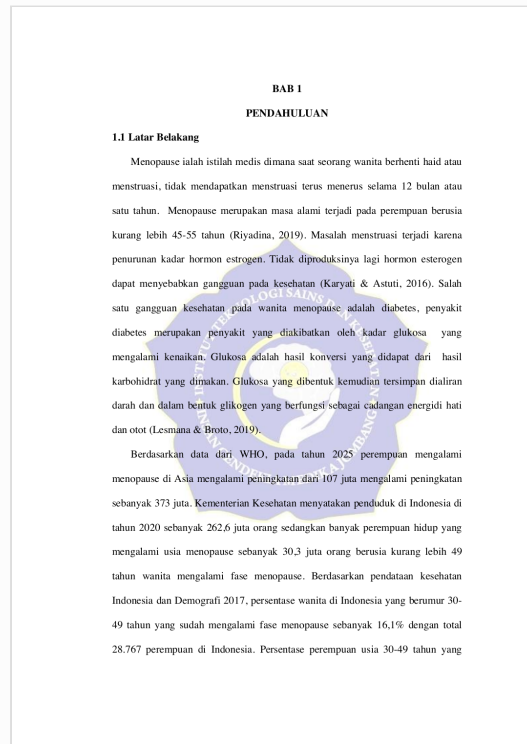 BAB 1
PENDAHULUAN
1.1 Latar Belakang
Menopause ialah istilah medis dimana saat seorang wanita berhenti haid atau
menstruasi, tidak mendapatkan menstruasi terus menerus selama 12 bulan atau
satu tahun. Menopause merupakan masa alami terjadi pada perempuan berusia
kurang lebih 45-55 tahun (Riyadina, 2019). Masalah menstruasi terjadi karena
penurunan kadar hormon estrogen. Tidak diproduksinya lagi hormon esterogen
dapat menyebabkan gangguan pada kesehatan (Karyati & Astuti, 2016). Salah
satu gangguan kesehatan pada wanita menopause adalah diabetes, penyakit
diabetes merupakan penyakit yang diakibatkan oleh kadar glukosa yang
mengalami kenaikan. Glukosa adalah hasil konversi yang didapat dari hasil
karbohidrat yang dimakan. Glukosa yang dibentuk kemudian tersimpan dialiran
darah dan dalam bentuk glikogen yang berfungsi sebagai cadangan energidi hati
dan otot (Lesmana & Broto, 2019).
Berdasarkan data dari WHO, pada tahun 2025 perempuan mengalami
menopause di Asia mengalami peningkatan dari 107 juta mengalami peningkatan
sebanyak 373 juta. Kementerian Kesehatan menyatakan penduduk di Indonesia di
tahun 2020 sebanyak 262,6 juta orang sedangkan banyak perempuan hidup yang
mengalami usia menopause sebanyak 30,3 juta orang berusia kurang lebih 49
tahun wanita mengalami fase menopause. Berdasarkan pendataan kesehatan
Indonesia dan Demografi 2017, persentase wanita di Indonesia yang berumur 30-
49 tahun yang sudah mengalami fase menopause sebanyak 16,1% dengan total
28.767 perempuan di Indonesia. Persentase perempuan usia 30-49 tahun yang